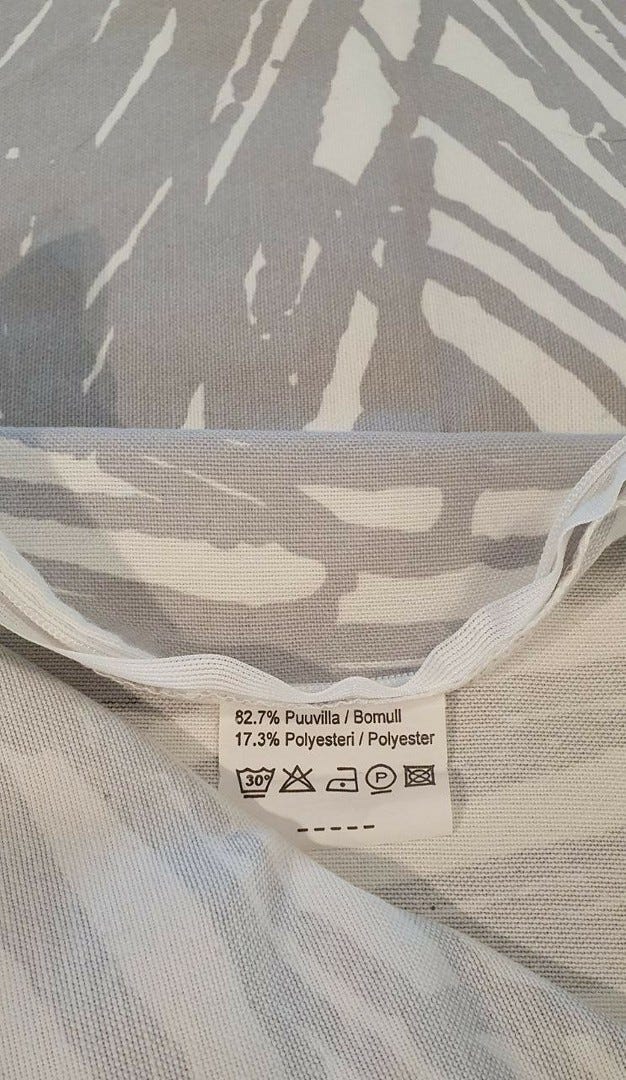 82.7% Puuvilla / Bomull
17.3% Polyesteri / Polyester
30° P
-----